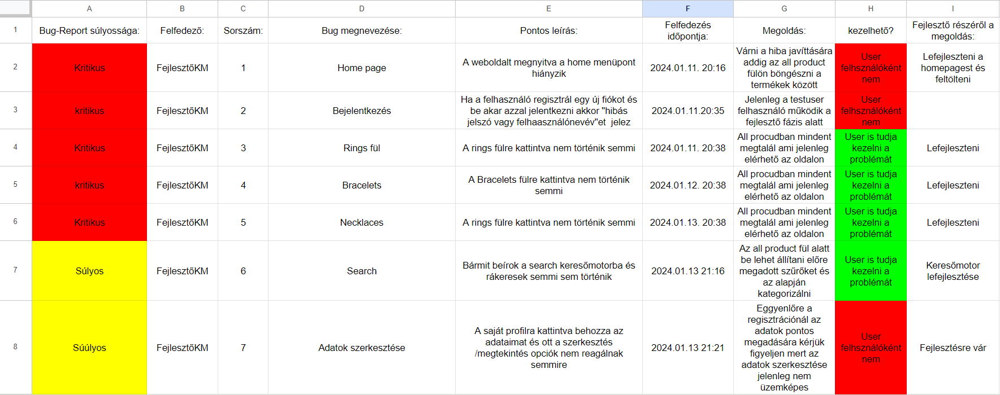 A B C D E F G H I
1 Bug-Report súlyossága: Felfedező: Sorszám: Bug megnevezése: Pontos leírás: Felfedezés
időpontja: Megoldás: kezelhető? Fejlesztő részéről a
megoldás:
2 Kritikus FejlesztőKM 1 Home page
A weboldalt megnyitva a home menüpont
hiányzik
2024.01.11. 20:16
Várni a hiba javíttására
addig az all product
fülön böngészni a
termékek között
User
felhsználóként
nem
Lefejleszteni a
homepagest és
feltölteni
3 kritikus FejlesztőKM 2 Bejelentkezés
Ha a felhasználó regisztrál egy új fiókot és
be akar azzal jelentkezni akkor "hibás
jelszó vagy felhaasználónevév"et jelez
2024.01.11.20:35
Jelenleg a testuser
felhasználó működik a
fejlesztő fázis alatt
User
felhsználóként
nem
4 Kritikus FejlesztőKM 3 Rings fül
A rings fülre kattintva nem történik semmi
2024.01.11. 20:38
All procudban mindent
megtalál ami jelenleg
elérhető az oldalon
User is tudja
kezelni a
problémát
Lefejleszteni
5 kritikus FejlesztőKM 4 Bracelets
A Bracelets fülre kattintva nem történik
semmi
2024.01.12. 20:38
All procudban mindent
megtalál ami jelenleg
elérhető az oldalon
User is tudja
kezelni a
problémát
Lefejleszteni
6 Kritikus FejlesztőKM 5 Necklaces
A rings fülre kattintva nem történik semmi
2024.01.13. 20:38
All procudban mindent
megtalál ami jelenleg
elérhető az oldalon
User is tudja
kezelni a
problémát
Lefejleszteni
7 Súlyos FejlesztőKM 6 Search
Bármit beírok a search keresőmotorba és
rákeresek semmi sem történik
2024.01.13 21:16
Az all product fül alatt
be lehet állítani előre
megadott szűrőket és
az alapján
kategorizálni
User is tudja
kezelni a
problémát
Keresőmotor
lefejlesztése
8 Súúlyos FejlesztőKM 7 Adatok szerkesztése
A saját profilra kattintva behozza az
adataimat és ott a szerkesztés
/megtekintés opciók nem reagálnak
semmire
2024.01.13 21:21
Eggyenlőre a
regisztrációnál az
adatok pontos
megadására kérjük
figyeljen mert az
adatok szerkesztése
jelenleg nem
üzemképes
User
felhsználóként
nem
Fejlesztésre vár